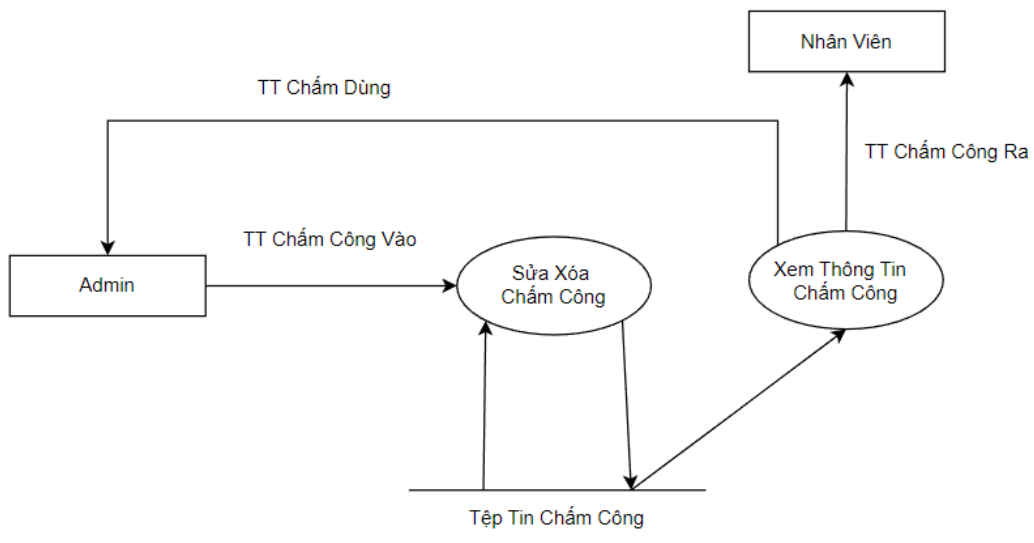 Nhân Viên
TT Chấm Dùng
TT Chấm Công Ra
TT Chấm Công Vào
Admin
Sửa Xóa
Chấm Công
Xem Thông Tin
Chấm Công
Tệp Tin Chấm Công